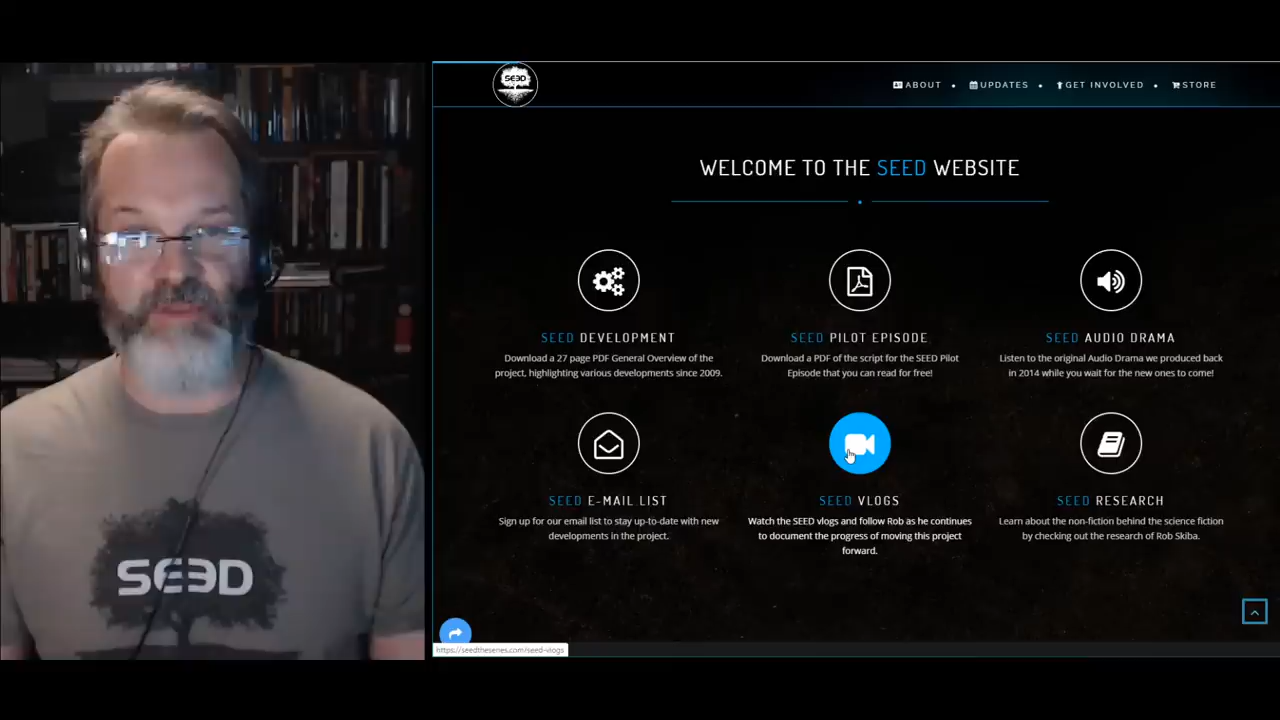 SEED
ABOUT • UPDATES • GET INVOLVED • STORE
WELCOME TO THE SEED WEBSITE
SEED DEVELOPMENT
Download a 27 page PDF General Overview of the
project, highlighting various developments since 2009.
SEED PILOT EPISODE
Download a PDF of the script for the SEED Pilot
Episode that you can read for free!
SEED AUDIO DRAMA
Listen to the original Audio Drama we produced back
in 2014 while you wait for the new ones to come!
SEED E-MAIL LIST
Sign up for our email list to stay up-to-date with new
developments in the project.
SEED VLOGS
Watch the SEED vlogs and follow Rob as he continues
to document the progress of moving this project
forward.
SEED RESEARCH
Learn about the non-fiction behind the science fiction
by checking out the research of Rob Skiba.
SEED
https://seedtheseries.com/seed-vlogs